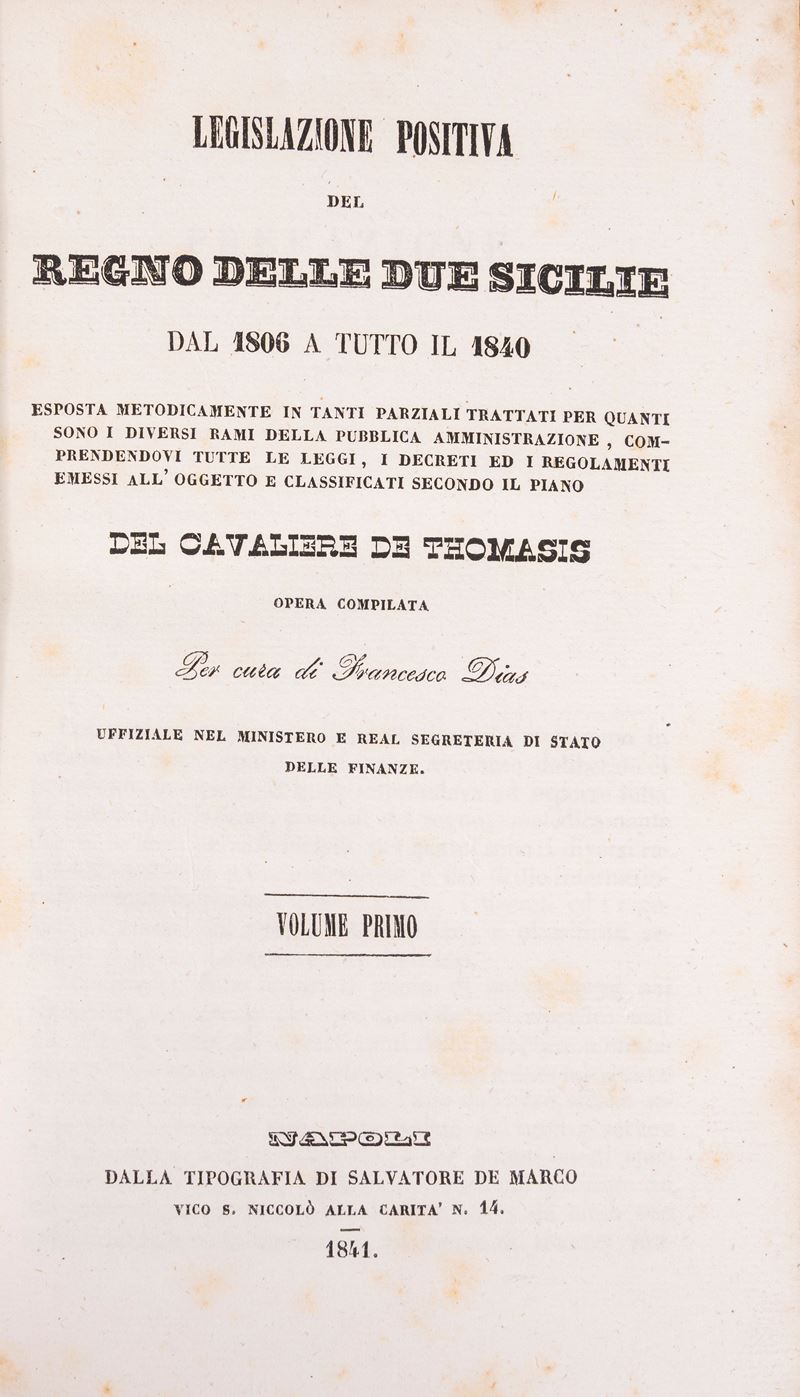 LEGISLAZIONE POSITIVA
DEL
REGNO DELLE DUE SICILIE
DAL 1806 A TUTTO IL 1840
ESPOSTA METODICAMENTE IN TANTI PARZIALI TRATTATI PER QUANTI
SONO I DIVERSI RAMI DELLA PUBBLICA AMMINISTRAZIONE , COM-
PRENDENDOVI TUTTE LE LEGGI , I DECRETI ED I REGOLAMENTI
EMESSI ALL' OGGETTO E CLASSIFICATI SECONDO IL PIANO
DEL CAVALIERE DE THOMASIS
OPERA COMPILATA
Per cura di Francesco Dias
UFFIZIALE NEL MINISTERO E REAL SEGRETERIA DI STATO
DELLE FINANZE.
VOLUME PRIMO
NAPOLI
DALLA TIPOGRAFIA DI SALVATORE DE MARCO
VICO S. NICCOLÒ ALLA CARITA' N. 14.
1841.